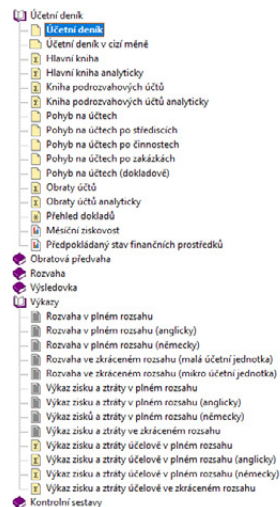 Účetní deník
Účetní deník
Účetní deník v cizí měně
Hlavní kniha
Hlavní kniha analyticky
Kniha podrozvahových účtů
Kniha podrozvahových účtů analyticky
Pohyb na účtech
Pohyb na účtech po střediscích
Pohyb na účtech po činnostech
Pohyb na účtech po zakázkách
Pohyb na účtech (dokladové)
Obraty účtů
Obraty účtů analyticky
Přehled dokladů
Měsíční ziskovost
Předpokládaný stav finančních prostředků
Obratová předvaha
Rozvaha
Výsledovka
Výkazy
Rozvaha v plném rozsahu
Rozvaha v plném rozsahu (anglicky)
Rozvaha v plném rozsahu (německy)
Rozvaha ve zkráceném rozsahu (malá účetní jednotka)
Rozvaha ve zkráceném rozsahu (mikro účetní jednotka)
Výkaz zisku a ztráty v plném rozsahu
Výkaz zisku a ztráty v plném rozsahu (anglicky)
Výkaz zisků a ztráty v plném rozsahu (německy)
Výkaz zisku a ztráty ve zkráceném rozsahu
Výkaz zisku a ztráty účelové v plném rozsahu
Výkaz zisku a ztráty účelové v plném rozsahu (anglicky)
Výkaz zisku a ztráty účelové v plném rozsahu (německy)
Výkaz zisku a ztráty účelové ve zkráceném rozsahu
Kontrolní sestavy